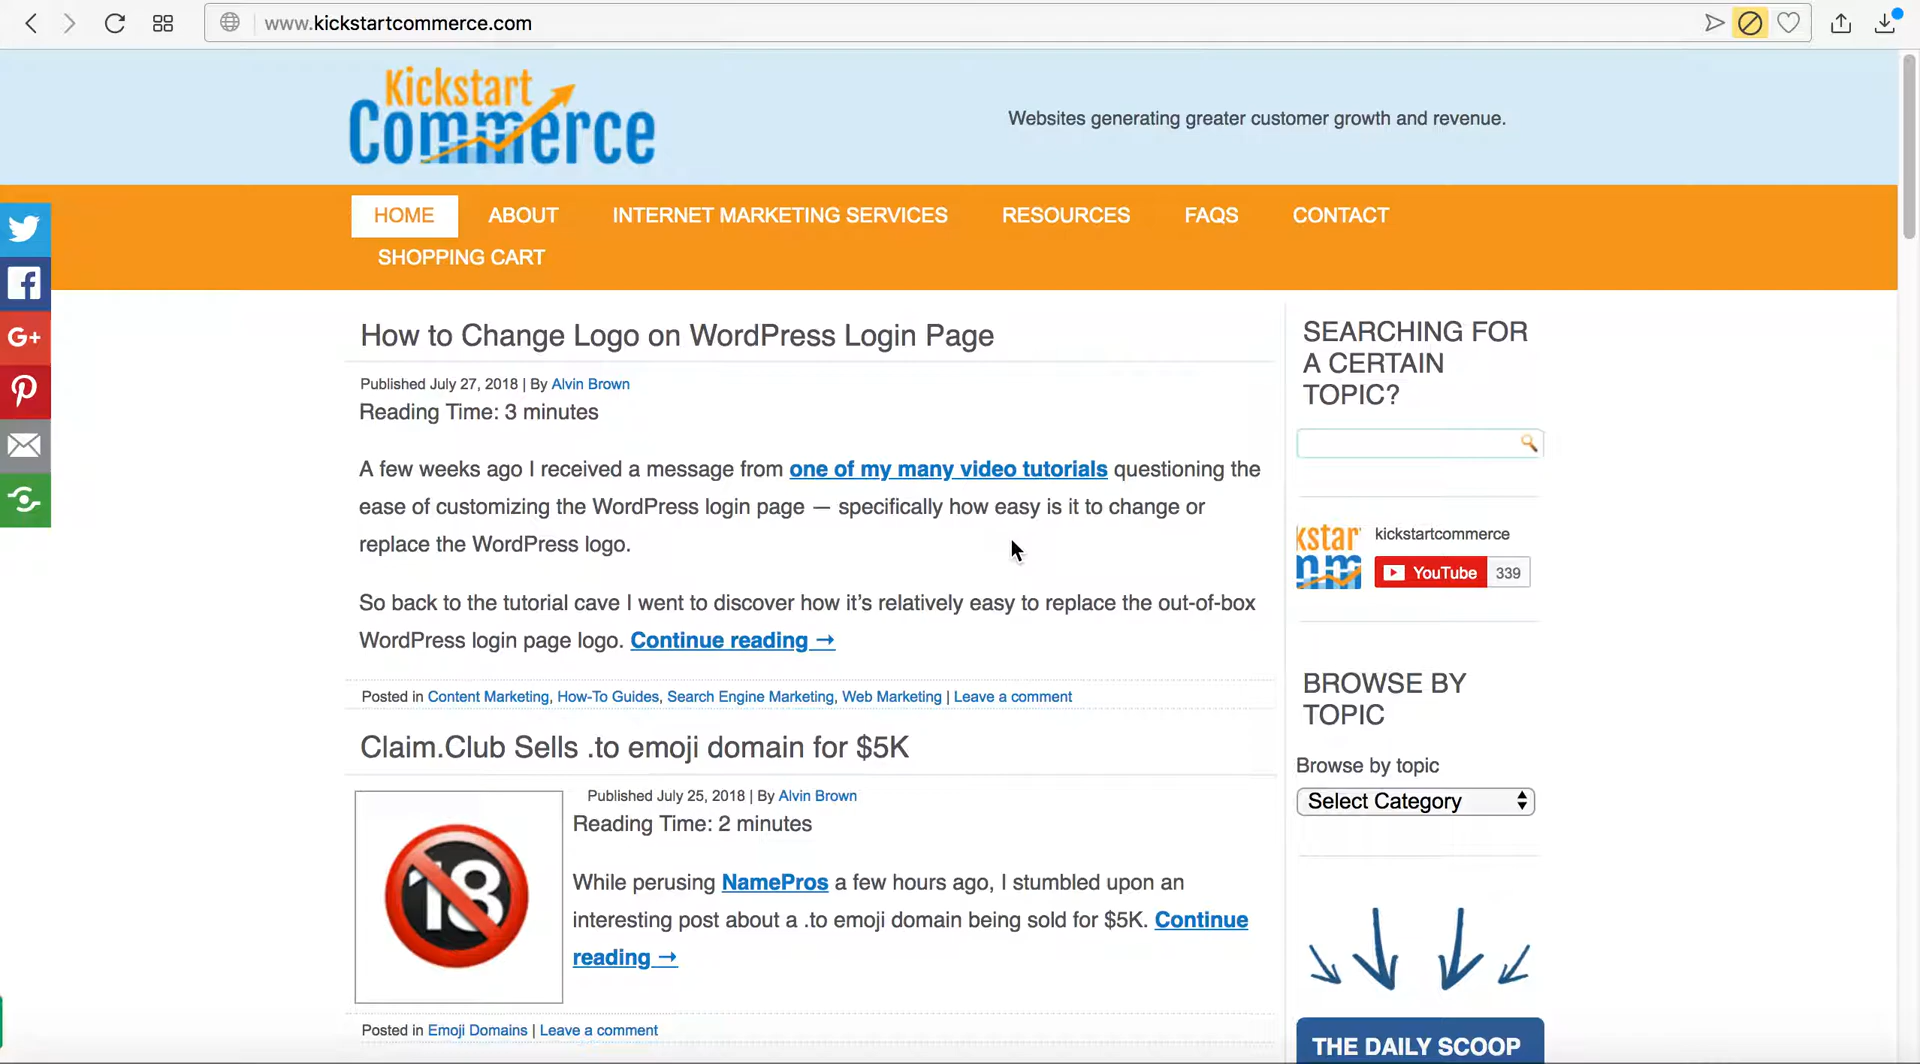 www.kickstartcommerce.com
Kickstart
Commerce
Websites generating greater customer growth and revenue.
HOME ABOUT INTERNET MARKETING SERVICES RESOURCES FAQS CONTACT
SHOPPING CART
G+
How to Change Logo on WordPress Login Page
Published July 27, 2018 | By Alvin Brown
Reading Time: 3 minutes
A few weeks ago I received a message from one of my many video tutorials questioning the
ease of customizing the WordPress login page — specifically how easy is it to change or
replace the WordPress logo.
So back to the tutorial cave I went to discover how it’s relatively easy to replace the out-of-box
WordPress login page logo. Continue reading →
Posted in Content Marketing, How-To Guides, Search Engine Marketing, Web Marketing | Leave a comment
Claim.Club Sells .to emoji domain for $5K
18
Published July 25, 2018 | By Alvin Brown
Reading Time: 2 minutes
While perusing NamePros a few hours ago, I stumbled upon an
interesting post about a .to emoji domain being sold for $5K. Continue
reading →
Posted in Emoji Domains | Leave a comment
SEARCHING FOR
A CERTAIN
TOPIC?
kickstartcommerce
YouTube 339
BROWSE BY
TOPIC
Browse by topic
Select Category
THE DAILY SCOOP